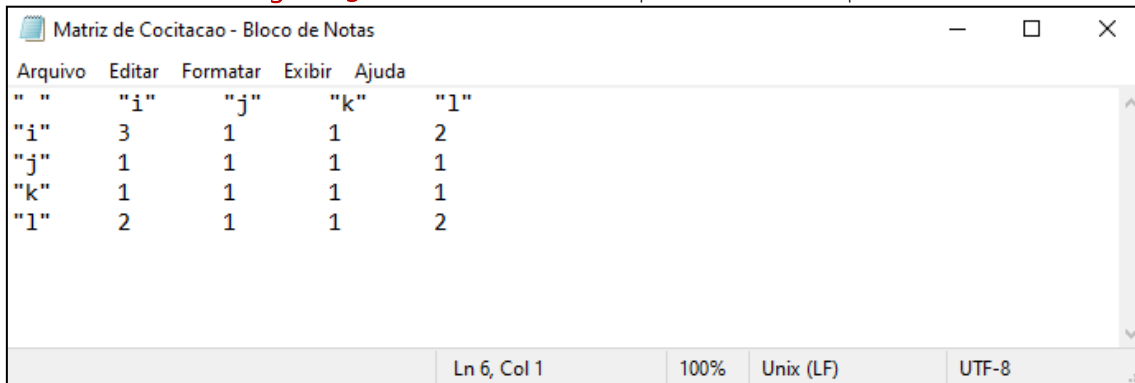 Matriz de Cocitacao - Bloco de Notas
Arquivo Editar Formatar Exibir Ajuda
" " "i" "j" "k" "l"
"i" 3 1 1 2
"j" 1 1 1 1
"k" 1 1 1 1
"l" 2 1 1 2
Ln 6, Col 1 100% Unix (LF) UTF-8